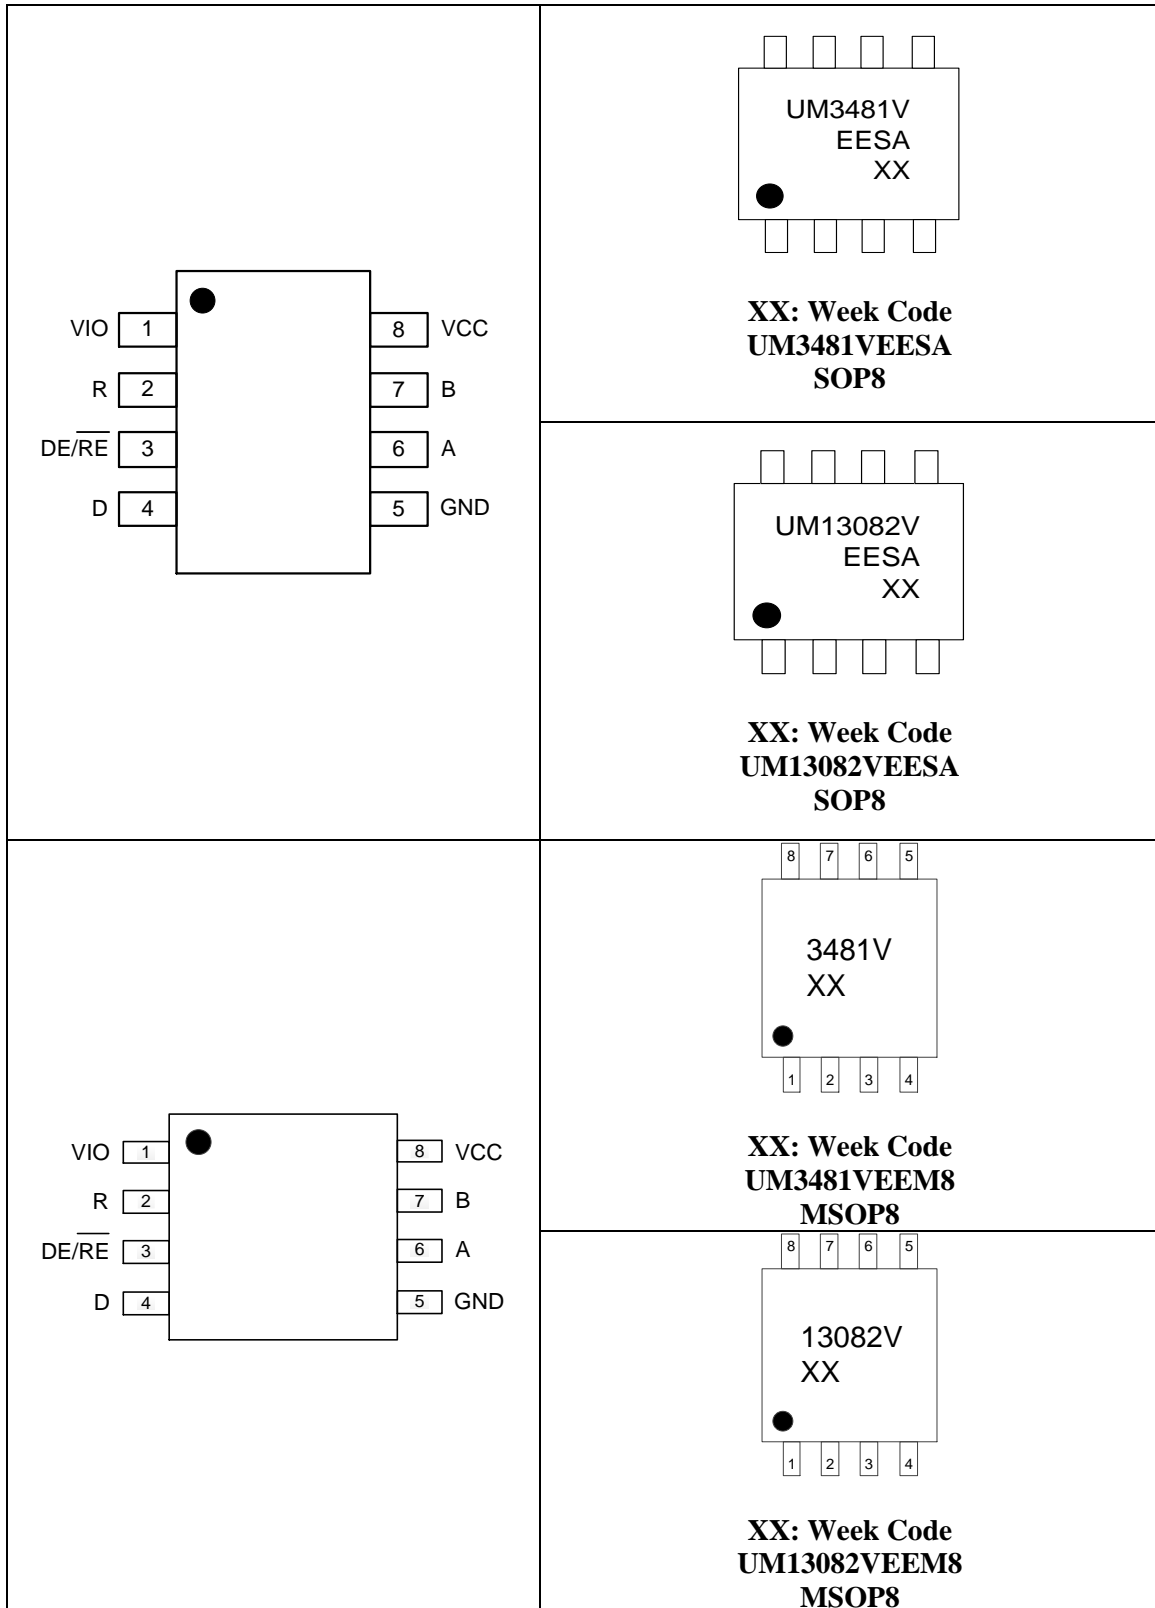 VIO 1 8 VCC
R 2 7 B
DE/RE 3 6 A
D 4 5 GND
UM3481V
EESA
XX
XX: Week Code
UM3481VEESA
SOP8
UM13082V
EESA
XX
XX: Week Code
UM13082VEESA
SOP8
VIO 1 8 VCC
R 2 7 B
DE/RE 3 6 A
D 4 5 GND
8 7 6 5
3481V
XX
1 2 3 4
XX: Week Code
UM3481VEEM8
MSOP8
8 7 6 5
13082V
XX
1 2 3 4
XX: Week Code
UM13082VEEM8
MSOP8